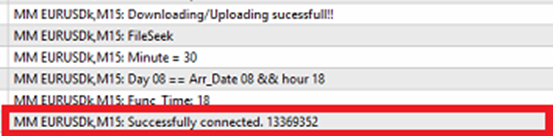 MM EURUSDk,M15: Downloading/Uploading sucessfull!!
MM EURUSDk,M15: FileSeek
MM EURUSDk,M15: Minute = 30
MM EURUSDk,M15: Day 08 == Arr_Date 08 && hour 18
MM EURUSDk,M15: Func_Time: 18
MM EURUSDk,M15: Successfully connected. 13369352